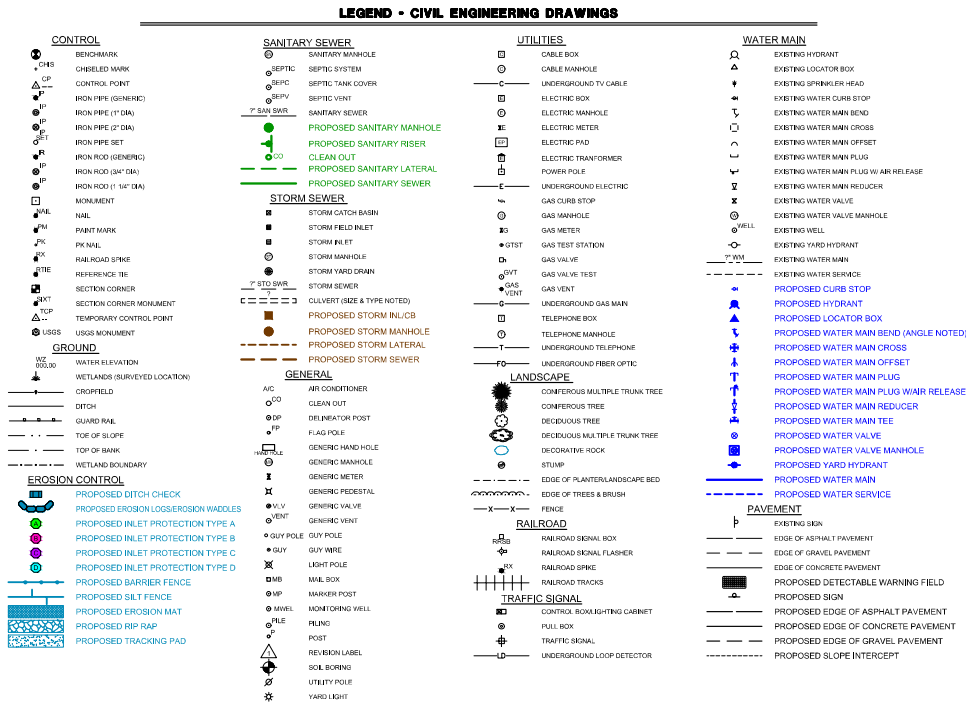 LEGEND - CIVIL ENGINEERING DRAWINGS
CONTROL
BENCHMARK
CHIS CHISELED MARK
CP CONTROL POINT
IP IRON PIPE (GENERIC)
IP IRON PIPE (1" DIA)
IP IRON PIPE (2" DIA)
IP SET IRON PIPE SET
IR IRON ROD (GENERIC)
IP IRON ROD (3/4" DIA)
IP IRON ROD (1 1/4" DIA)
MONUMENT
NAIL NAIL
PM PAINT MARK
PK PK NAIL
RX RAILROAD SPIKE
RTIE REFERENCE TIE
SECTION CORNER
SIXT SECTION CORNER MONUMENT
TCP TEMPORARY CONTROL POINT
USGS USGS MONUMENT
GROUND
WZ 000.00 WATER ELEVATION
WETLANDS (SURVEYED LOCATION)
CROPFIELD
DITCH
GUARD RAIL
TOE OF SLOPE
TOP OF BANK
WETLAND BOUNDARY
EROSION CONTROL
PROPOSED DITCH CHECK
PROPOSED EROSION LOGS/EROSION WADDLES
A PROPOSED INLET PROTECTION TYPE A
B PROPOSED INLET PROTECTION TYPE B
C PROPOSED INLET PROTECTION TYPE C
D PROPOSED INLET PROTECTION TYPE D
PROPOSED BARRIER FENCE
PROPOSED SILT FENCE
PROPOSED EROSION MAT
PROPOSED RIP RAP
PROPOSED TRACKING PAD
SANITARY SEWER
SANITARY MANHOLE
SEPTIC SEPTIC SYSTEM
SEPC SEPTIC TANK COVER
SEPV SEPTIC VENT
?" SAN SWR SANITARY SEWER
PROPOSED SANITARY MANHOLE
PROPOSED SANITARY RISER
CO CLEAN OUT
PROPOSED SANITARY LATERAL
PROPOSED SANITARY SEWER
STORM SEWER
STORM CATCH BASIN
STORM FIELD INLET
STORM INLET
STORM MANHOLE
STORM YARD DRAIN
?" STO SWR STORM SEWER
? CULVERT (SIZE & TYPE NOTED)
PROPOSED STORM INL/CB
PROPOSED STORM MANHOLE
PROPOSED STORM LATERAL
PROPOSED STORM SEWER
GENERAL
A/C AIR CONDITIONER
CO CLEAN OUT
DP DELINEATOR POST
FP FLAG POLE
HAND HOLE GENERIC HAND HOLE
GENERIC MANHOLE
GENERIC METER
GENERIC PEDESTAL
VLV GENERIC VALVE
VENT GENERIC VENT
GUY POLE GUY POLE
GUY GUY WIRE
LIGHT POLE
MB MAIL BOX
MP MARKER POST
MWEL MONITORING WELL
PILE PILING
P POST
1 REVISION LABEL
SOIL BORING
UTILITY POLE
YARD LIGHT
UTILITIES
C CABLE BOX
C CABLE MANHOLE
C UNDERGROUND TV CABLE
E ELECTRIC BOX
E ELECTRIC MANHOLE
E ELECTRIC METER
EP ELECTRIC PAD
E ELECTRIC TRANFORMER
POWER POLE
E UNDERGROUND ELECTRIC
GAS CURB STOP
G GAS MANHOLE
G GAS METER
GTST GAS TEST STATION
GAS VALVE
GVT GAS VALVE TEST
GAS VENT GAS VENT
G UNDERGROUND GAS MAIN
T TELEPHONE BOX
T TELEPHONE MANHOLE
T UNDERGROUND TELEPHONE
FO UNDERGROUND FIBER OPTIC
LANDSCAPE
CONIFEROUS MULTIPLE TRUNK TREE
CONIFEROUS TREE
DECIDUOUS TREE
DECIDUOUS MULTIPLE TRUNK TREE
DECORATIVE ROCK
STUMP
EDGE OF PLANTER/LANDSCAPE BED
EDGE OF TREES & BRUSH
X X FENCE
RAILROAD
RRSB RAILROAD SIGNAL BOX
RAILROAD SIGNAL FLASHER
RX RAILROAD SPIKE
RAILROAD TRACKS
TRAFFIC SIGNAL
CONTROL BOX/LIGHTING CABINET
PULL BOX
TRAFFIC SIGNAL
LD UNDERGROUND LOOP DETECTOR
WATER MAIN
EXISTING HYDRANT
EXISTING LOCATOR BOX
EXISTING SPRINKLER HEAD
EXISTING WATER CURB STOP
EXISTING WATER MAIN BEND
EXISTING WATER MAIN CROSS
EXISTING WATER MAIN OFFSET
EXISTING WATER MAIN PLUG
EXISTING WATER MAIN PLUG W/ AIR RELEASE
EXISTING WATER MAIN REDUCER
EXISTING WATER VALVE
W EXISTING WATER VALVE MANHOLE
WELL EXISTING WELL
EXISTING YARD HYDRANT
?" WM EXISTING WATER MAIN
EXISTING WATER SERVICE
PROPOSED CURB STOP
PROPOSED HYDRANT
PROPOSED LOCATOR BOX
PROPOSED WATER MAIN BEND (ANGLE NOTED)
PROPOSED WATER MAIN CROSS
PROPOSED WATER MAIN OFFSET
PROPOSED WATER MAIN PLUG
PROPOSED WATER MAIN PLUG W/AIR RELEASE
PROPOSED WATER MAIN REDUCER
PROPOSED WATER MAIN TEE
PROPOSED WATER VALVE
PROPOSED WATER VALVE MANHOLE
PROPOSED YARD HYDRANT
PROPOSED WATER MAIN
PROPOSED WATER SERVICE
PAVEMENT
EXISTING SIGN
EDGE OF ASPHALT PAVEMENT
EDGE OF GRAVEL PAVEMENT
EDGE OF CONCRETE PAVEMENT
PROPOSED DETECTABLE WARNING FIELD
PROPOSED SIGN
PROPOSED EDGE OF ASPHALT PAVEMENT
PROPOSED EDGE OF CONCRETE PAVEMENT
PROPOSED EDGE OF GRAVEL PAVEMENT
PROPOSED SLOPE INTERCEPT